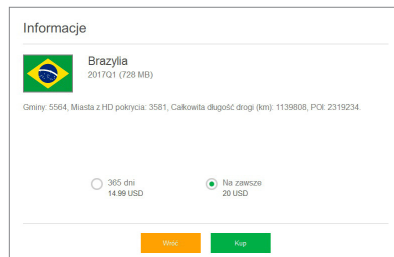 Informacje
Brazylia
2017Q1 (728 MB)
Gminy: 5564, Miasta z HD pokrycia: 3581, Całkowita długość drogi (km): 1139808, POI: 2319234.
365 dni
14.99 USD
Na zawsze
20 USD
Wróć
Kup